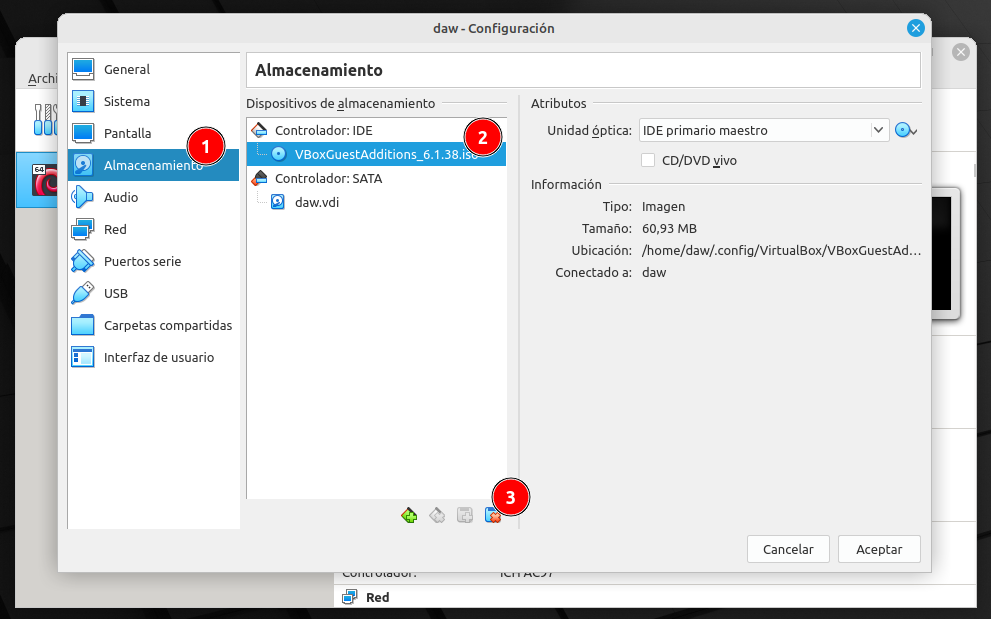 daw - Configuración
Archi
64
General
Sistema
Pantalla
Almacenamiento
Audio
Red
Puertos serie
USB
Carpetas compartidas
Interfaz de usuario
1
Almacenamiento
Dispositivos de almacenamiento
Controlador: IDE
VBoxGuestAdditions_6.1.38.iso
Controlador: SATA
daw.vdi
2
3
Atributos
Unidad óptica: IDE primario maestro
CD/DVD vivo
Información
Tipo: Imagen
Tamaño: 60,93 MB
Ubicación: /home/daw/.config/VirtualBox/VBoxGuestAd...
Conectado a: daw
Cancelar Aceptar
Controlador: ICH AC97
Red